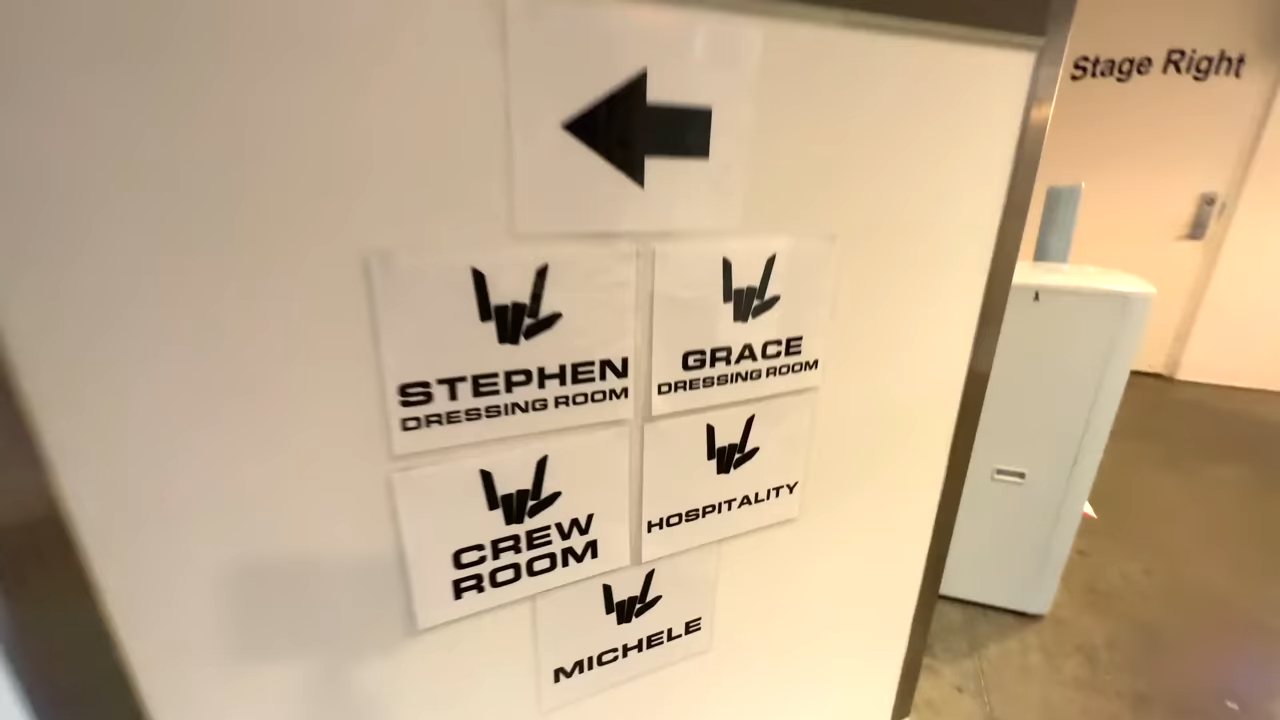 Stage Right
STEPHEN
DRESSING ROOM
GRACE
DRESSING ROOM
CREW
ROOM
HOSPITALITY
MICHELE